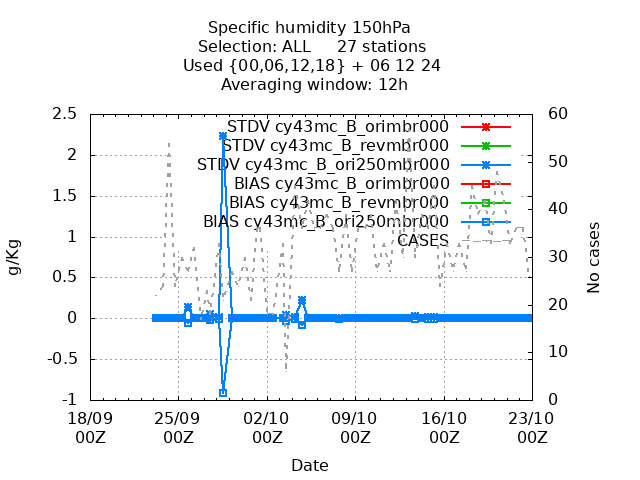 Specific humidity 150hPa
Selection: ALL     27 stations
Used {00,06,12,18} + 06 12 24
Averaging window: 12h
2.5
2
1.5
1
0.5
0
-0.5
-1
g/Kg
60
50
40
30
20
10
0
No cases
STDV cy43mc_B_orimbr000
STDV cy43mc_B_revmbr000
STDV cy43mc_B_ori250mbr000
BIAS cy43mc_B_orimbr000
BIAS cy43mc_B_revmbr000
BIAS cy43mc_B_ori250mbr000
CASES
18/09 25/09 02/10 09/10 16/10 23/10
00Z 00Z 00Z 00Z 00Z 00Z
Date